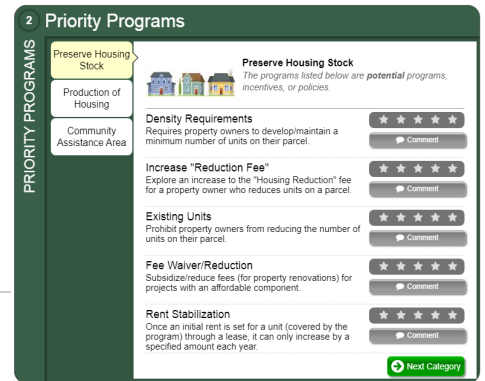 2 Priority Programs
PRIORITY PROGRAMS
Preserve Housing
Stock
Production of
Housing
Community
Assistance Area
Preserve Housing Stock
The programs listed below are potential programs,
incentives, or policies.
Density Requirements
Requires property owners to develop/maintain a
minimum number of units on their parcel.
Comment
Increase "Reduction Fee"
Explore an increase to the "Housing Reduction" fee
for a property owner who reduces units on a parcel.
Comment
Existing Units
Prohibit property owners from reducing the number of
units on their parcel.
Comment
Fee Waiver/Reduction
Subsidize/reduce fees (for property renovations) for
projects with an affordable component.
Comment
Rent Stabilization
Once an initial rent is set for a unit (covered by the
program) through a lease, it can only increase by a
specified amount each year.
Comment
Next Category